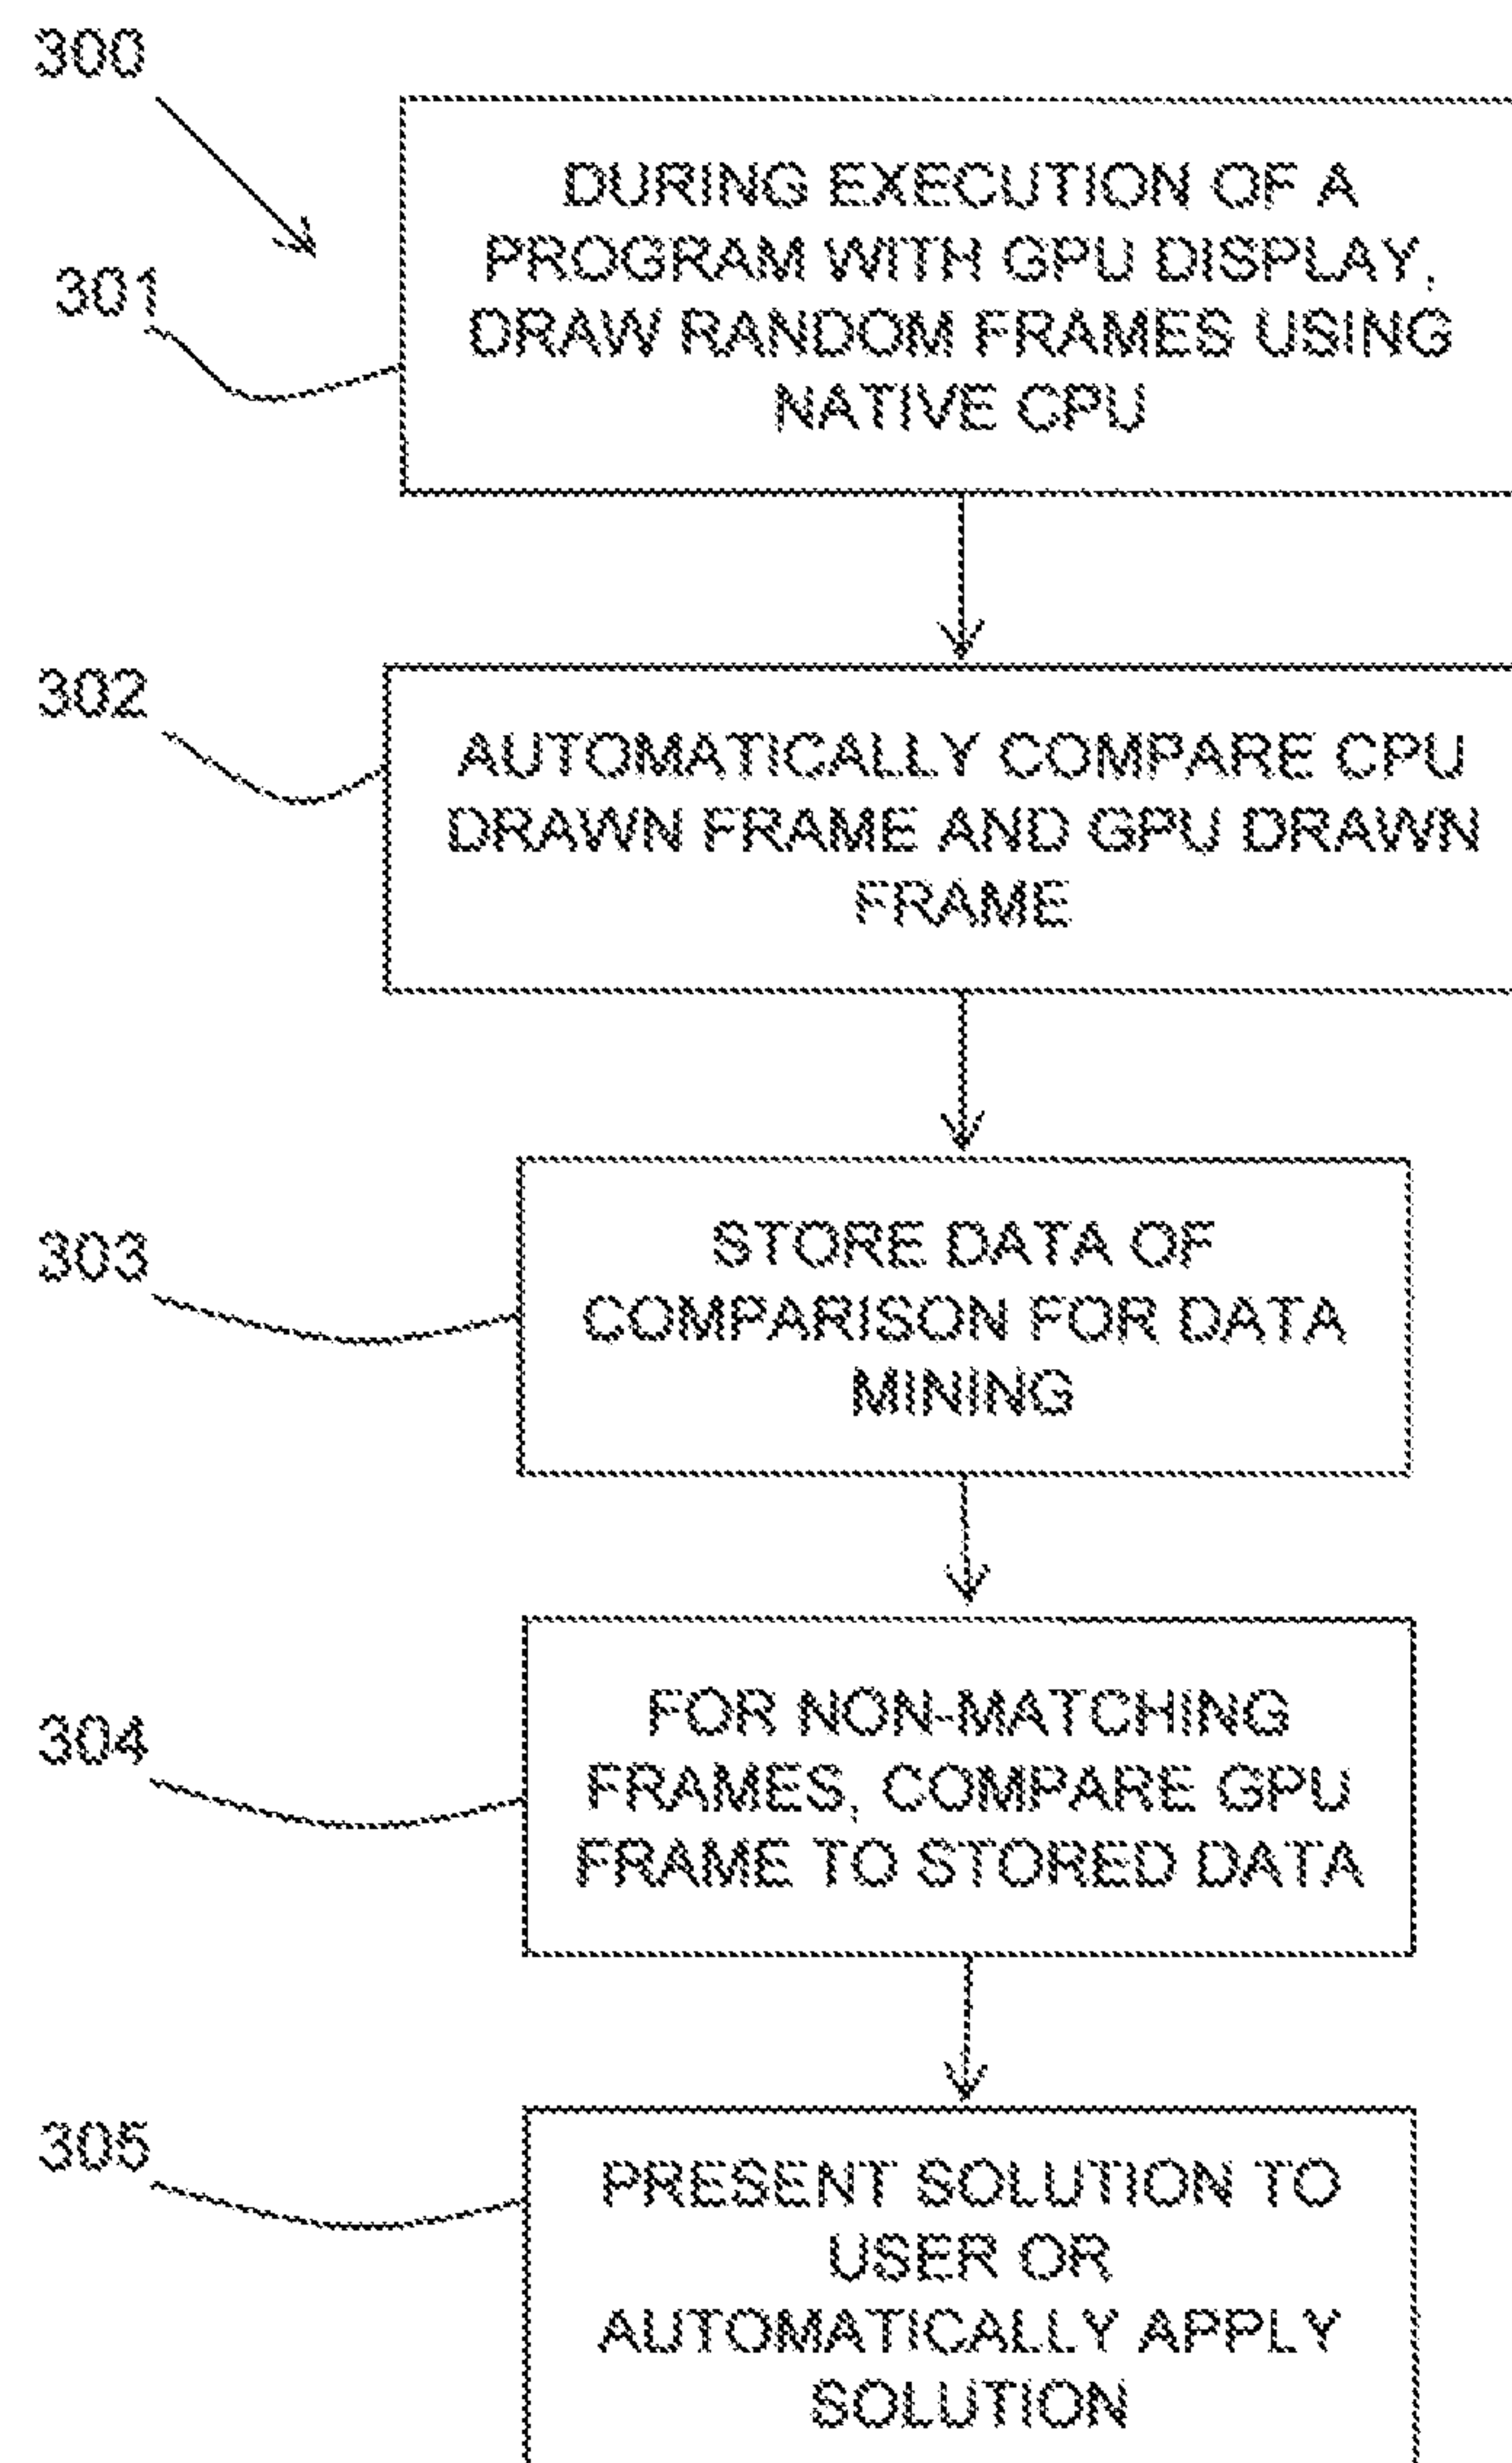 300
301
DURING EXECUTION OF A
PROGRAM WITH GPU DISPLAY,
DRAW RANDOM FRAMES USING
NATIVE CPU
302
AUTOMATICALLY COMPARE CPU
DRAWN FRAME AND GPU DRAWN
FRAME
303
STORE DATA OF
COMPARISON FOR DATA
MINING
304
FOR NON-MATCHING
FRAMES, COMPARE GPU
FRAME TO STORED DATA
305
PRESENT SOLUTION TO
USER OR
AUTOMATICALLY APPLY
SOLUTION